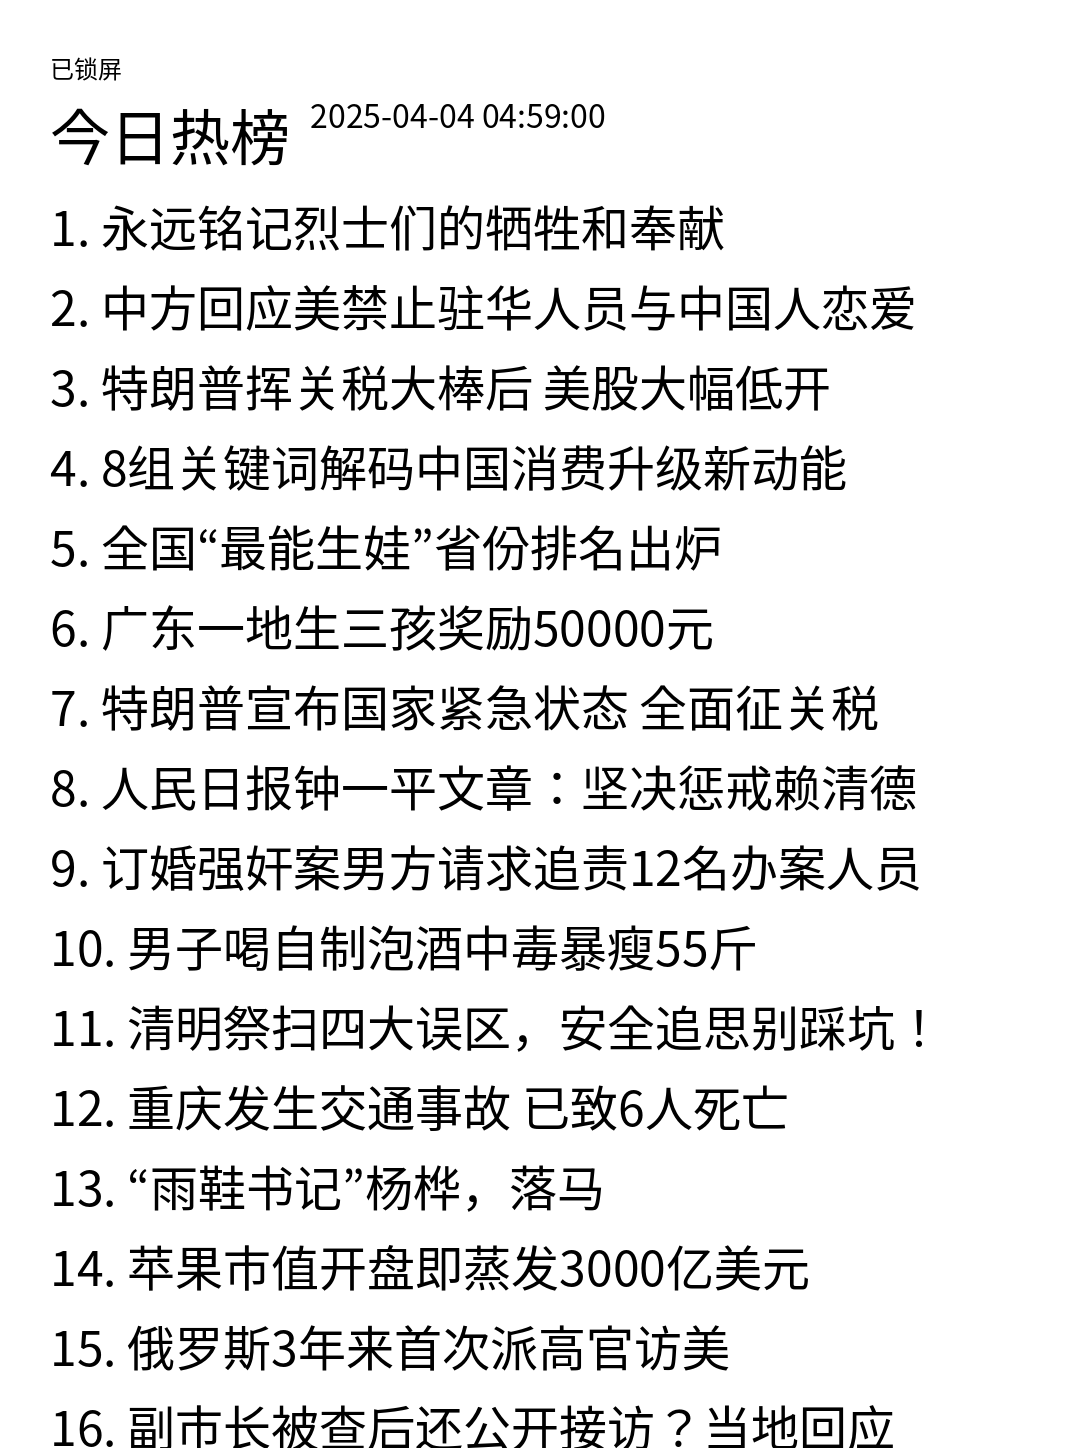 已锁屏
今日热榜 2025-04-04 04:59:00
1. 永远铭记烈士们的牺牲和奉献
2. 中方回应美禁止驻华人员与中国人恋爱
3. 特朗普挥关税大棒后 美股大幅低开
4. 8组关键词解码中国消费升级新动能
5. 全国“最能生娃”省份排名出炉
6. 广东一地生三孩奖励50000元
7. 特朗普宣布国家紧急状态 全面征关税
8. 人民日报钟一平文章：坚决惩戒赖清德
9. 订婚强奸案男方请求追责12名办案人员
10. 男子喝自制泡酒中毒暴瘦55斤
11. 清明祭扫四大误区，安全追思别踩坑！
12. 重庆发生交通事故 已致6人死亡
13. “雨鞋书记”杨桦，落马
14. 苹果市值开盘即蒸发3000亿美元
15. 俄罗斯3年来首次派高官访美
16. 副市长被查后还公开接访？当地回应